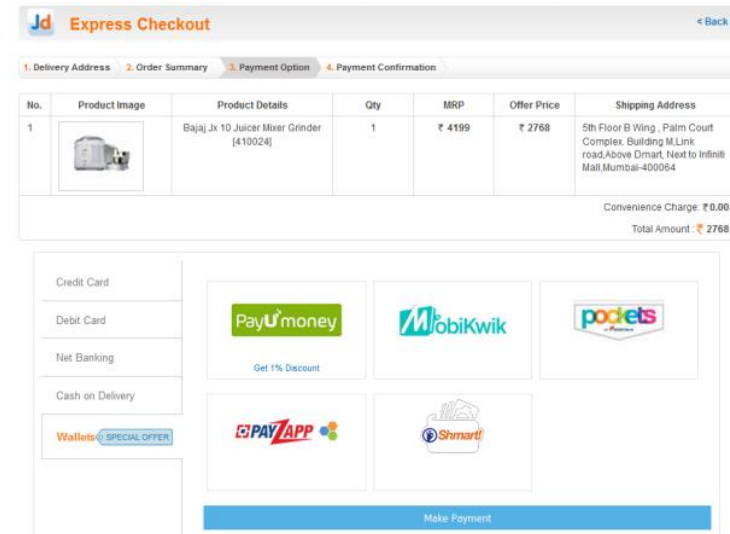 Jd Express Checkout
< Back
1. Delivery Address 2. Order Summary 3. Payment Option 4. Payment Confirmation
No. Product Image Product Details Qty MRP Offer Price Shipping Address
1 Bajaj Jx 10 Juicer Mixer Grinder 1 ₹ 4199 ₹ 2768 5th Floor B Wing , Palm Court
[410024] Complex. Building M,Link
road,Above Dmart, Next to Infiniti
Mall,Mumbai-400064
Convenience Charge: ₹ 0.00
Total Amount : ₹ 2768
Credit Card
Debit Card
Net Banking
Cash on Delivery
Wallets SPECIAL OFFER
PayUmoney
Get 1% Discount
MobiKwik
pockets
PAYZAPP
Shmart!
Make Payment